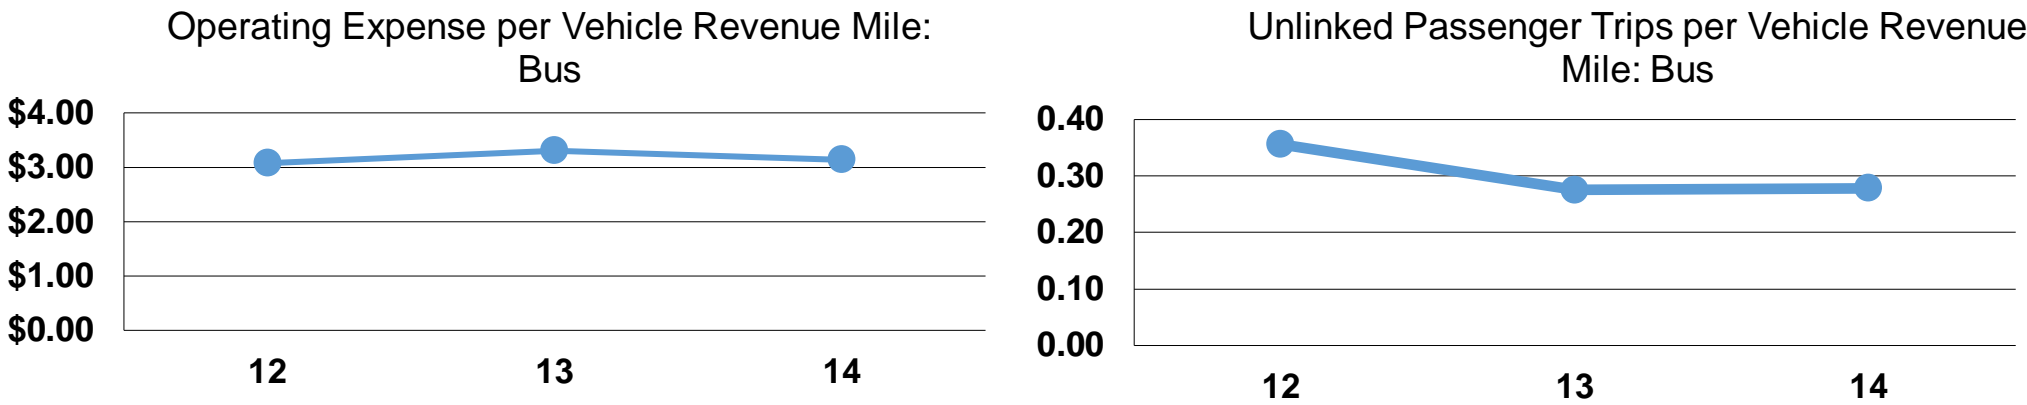 Operating Expense per Vehicle Revenue Mile:
Bus
$4.00
$3.00
$2.00
$1.00
$0.00
12 13 14
Unlinked Passenger Trips per Vehicle Revenue
Mile: Bus
0.40
0.30
0.20
0.10
0.00
12 13 14